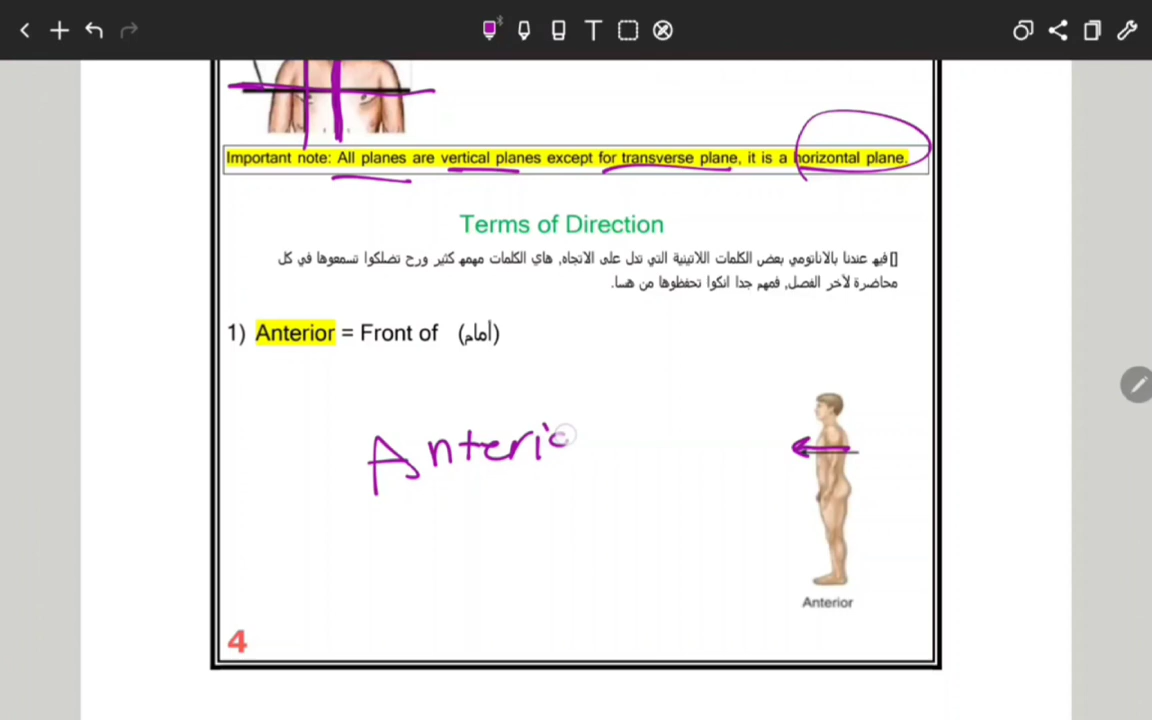 Important note: All planes are vertical planes except for transverse plane, it is a horizontal plane.
Terms of Direction
[] فيه عندنا بالاناتومي بعض الكلمات اللاتينية التي تدل على الاتجاه, هاي الكلمات مهمه كثير ورح تضلكوا تسمعوها في كل
محاضرة لآخر الفصل, فمهم جدا انكوا تحفظوها من هسا.
1) Anterior = Front of (أمام)
Anterio
Anterior
4